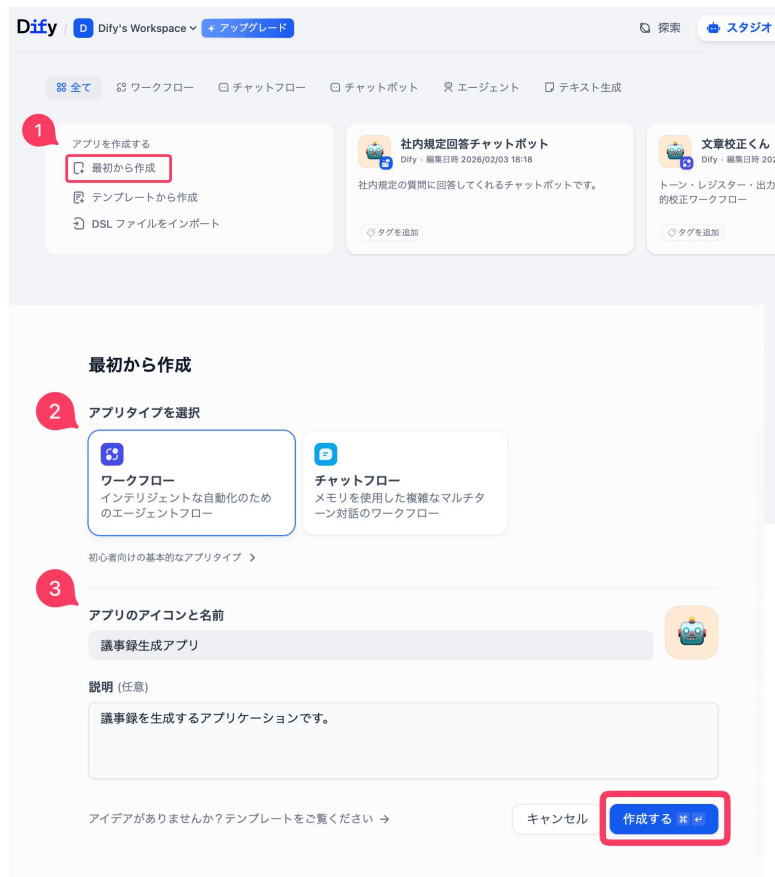 Dify / D Dify's Workspace アップグレード 探索 スタジオ
全て ワークフロー チャットフロー チャットボット エージェント テキスト生成
1
アプリを作成する
最初から作成
テンプレートから作成
DSL ファイルをインポート
社内規定回答チャットボット
Dify · 編集日時 2026/02/03 18:18
社内規定の質問に回答してくれるチャットボットです。
タグを追加
文章校正くん
Dify · 編集日時 202
トーン・レジスター・出力
的校正ワークフロー
タグを追加
最初から作成
2
アプリタイプを選択
ワークフロー
インテリジェントな自動化のため
のエージェントフロー
チャットフロー
メモリを使用した複雑なマルチタ
ーン対話のワークフロー
初心者向けの基本的なアプリタイプ
3
アプリのアイコンと名前
議事録生成アプリ
説明 (任意)
議事録を生成するアプリケーションです。
アイデアがありませんか？テンプレートをご覧ください →
キャンセル 作成する ⌘ ↵